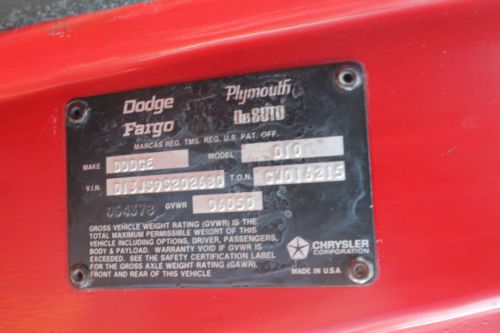 Dodge Plymouth
Fargo DeSOTO
MARCAS REG. TMS. REG. U.S. PAT. OFF.
MAKE DODGE MODEL D10
V.I.N. D13JS9S202680 T.O.N. GW016215
054378 GVWR 06050
GROSS VEHICLE WEIGHT RATING (GVWR) IS THE
TOTAL MAXIMUM PERMISSIBLE WEIGHT OF THIS
VEHICLE INCLUDING OPTIONS, DRIVER, PASSENGERS,
BODY & PAYLOAD. WARRANTY VOID IF GVWR IS
EXCEEDED. SEE THE SAFETY CERTIFICATION LABEL
FOR THE GROSS AXLE WEIGHT RATING (GAWR),
FRONT AND REAR OF THIS VEHICLE
CHRYSLER
CORPORATION
MADE IN U.S.A.